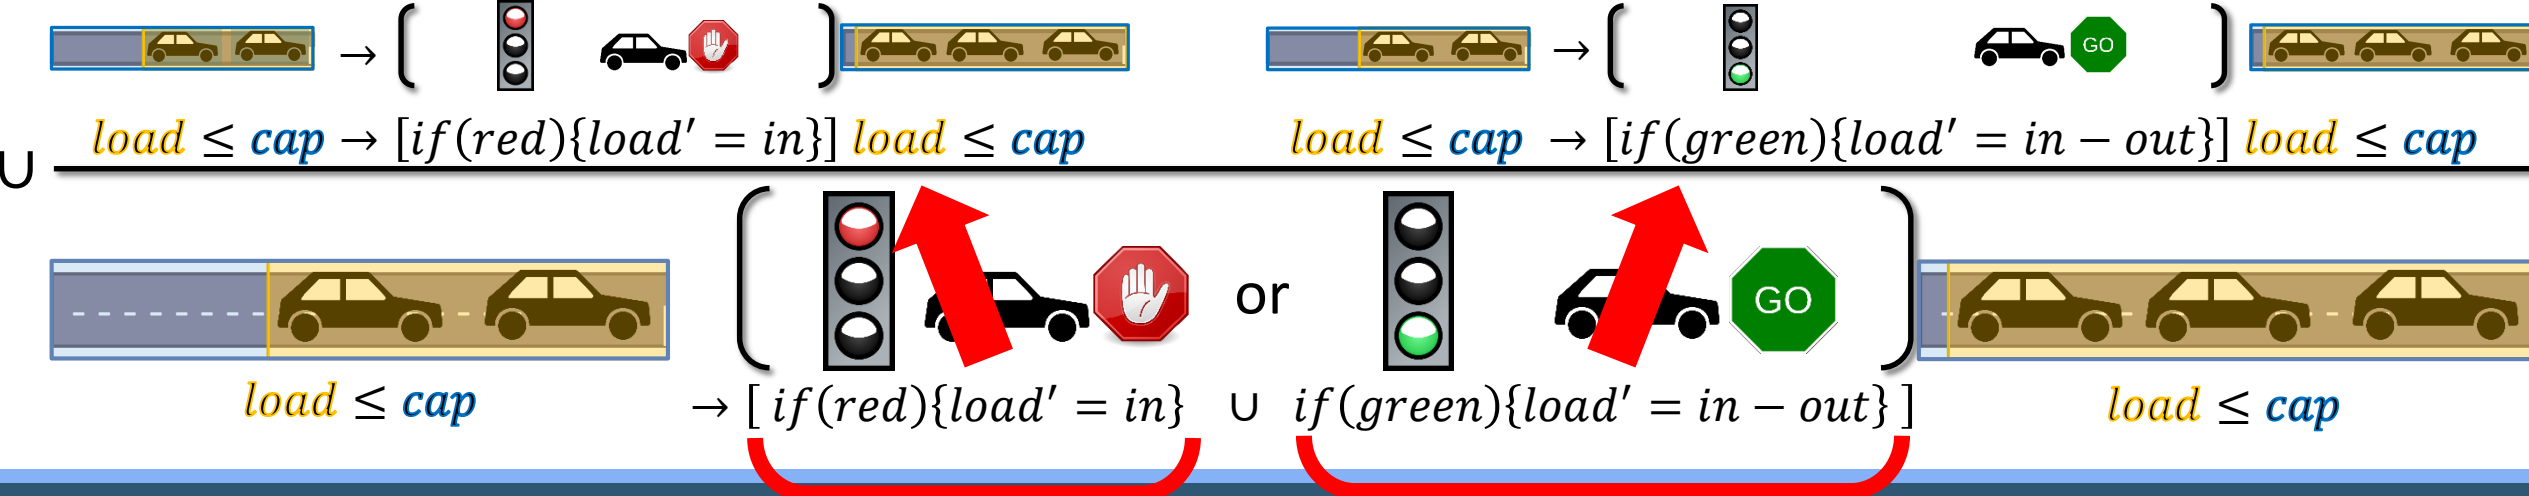 GO
load ≤ cap → [if(red){load′ = in}] load ≤ cap
load ≤ cap → [if(green){load′ = in − out}] load ≤ cap
∪
or
GO
load ≤ cap → [ if(red){load′ = in} ∪ if(green){load′ = in − out} ] load ≤ cap